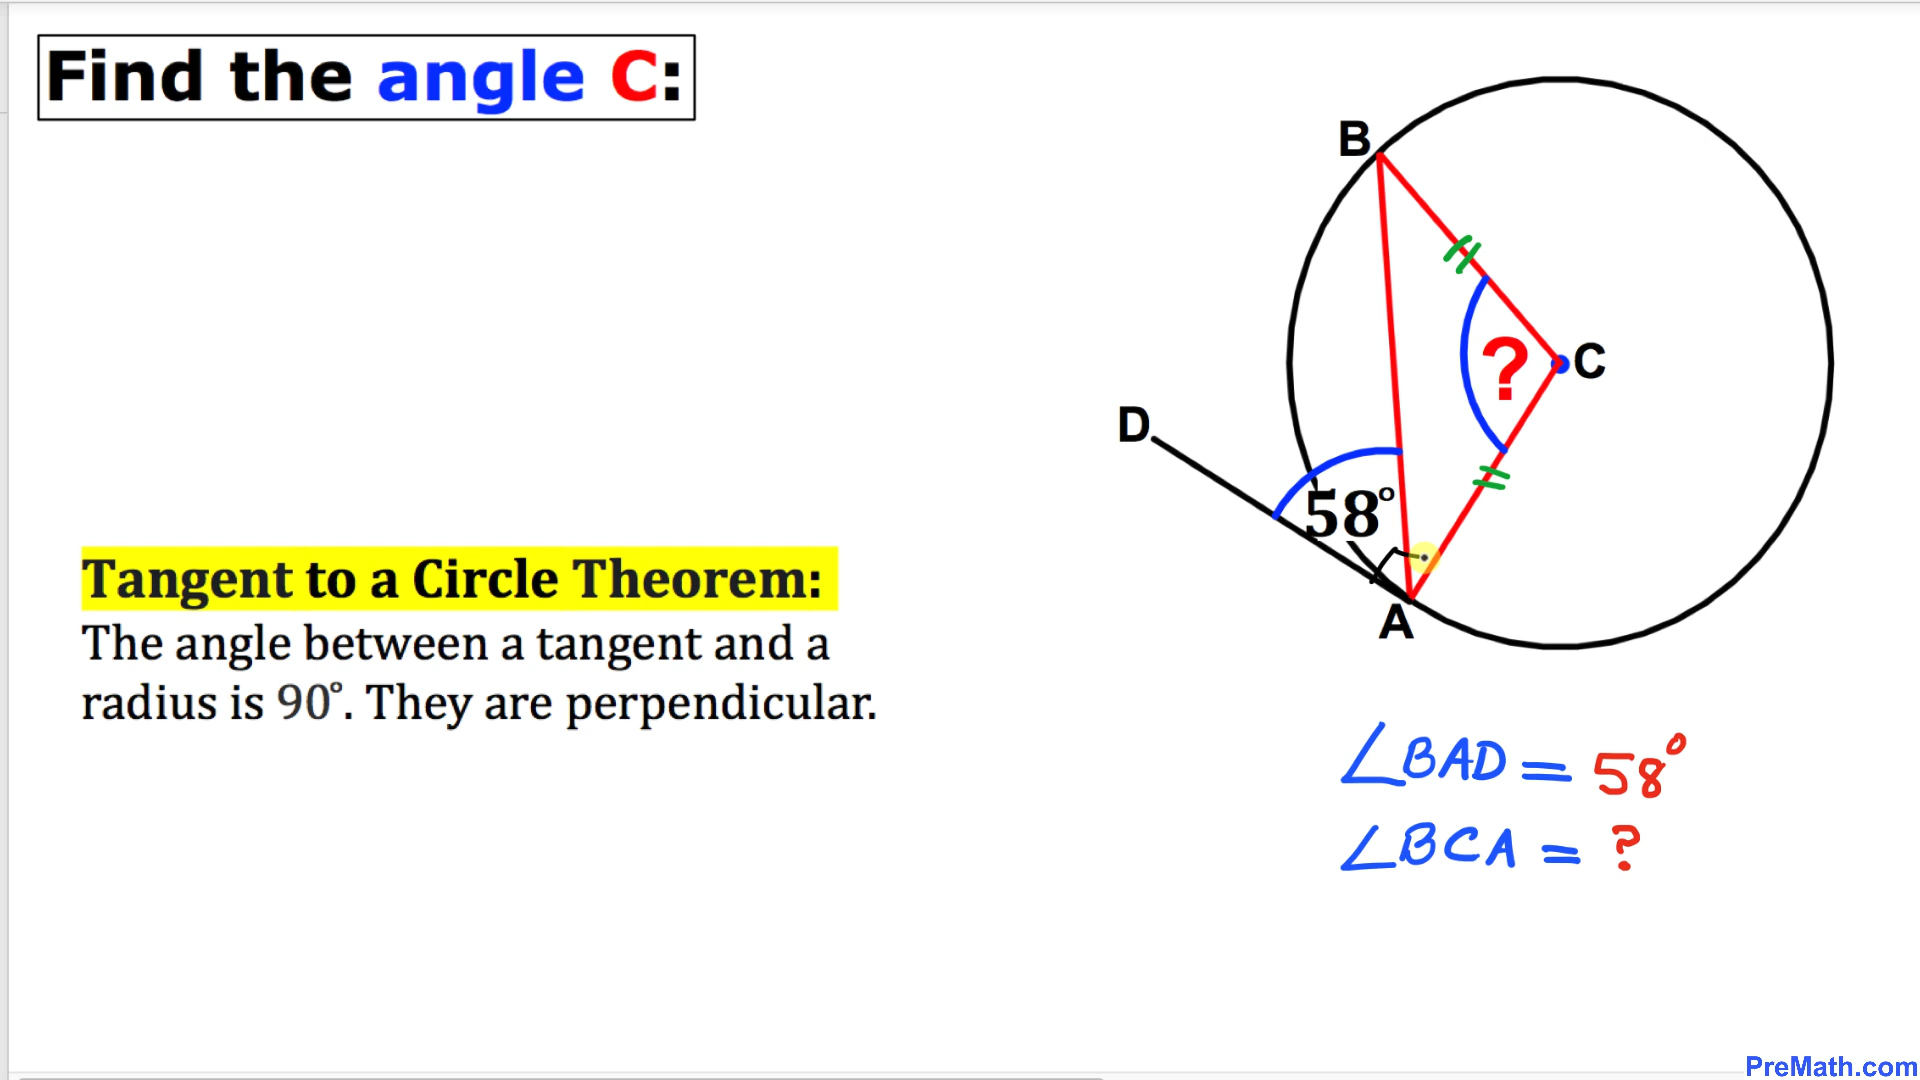 Find the angle C:
B
?
C
D
58°
A
Tangent to a Circle Theorem:
The angle between a tangent and a
radius is 90°. They are perpendicular.
∠BAD = 58°
∠BCA = ?
PreMath.com